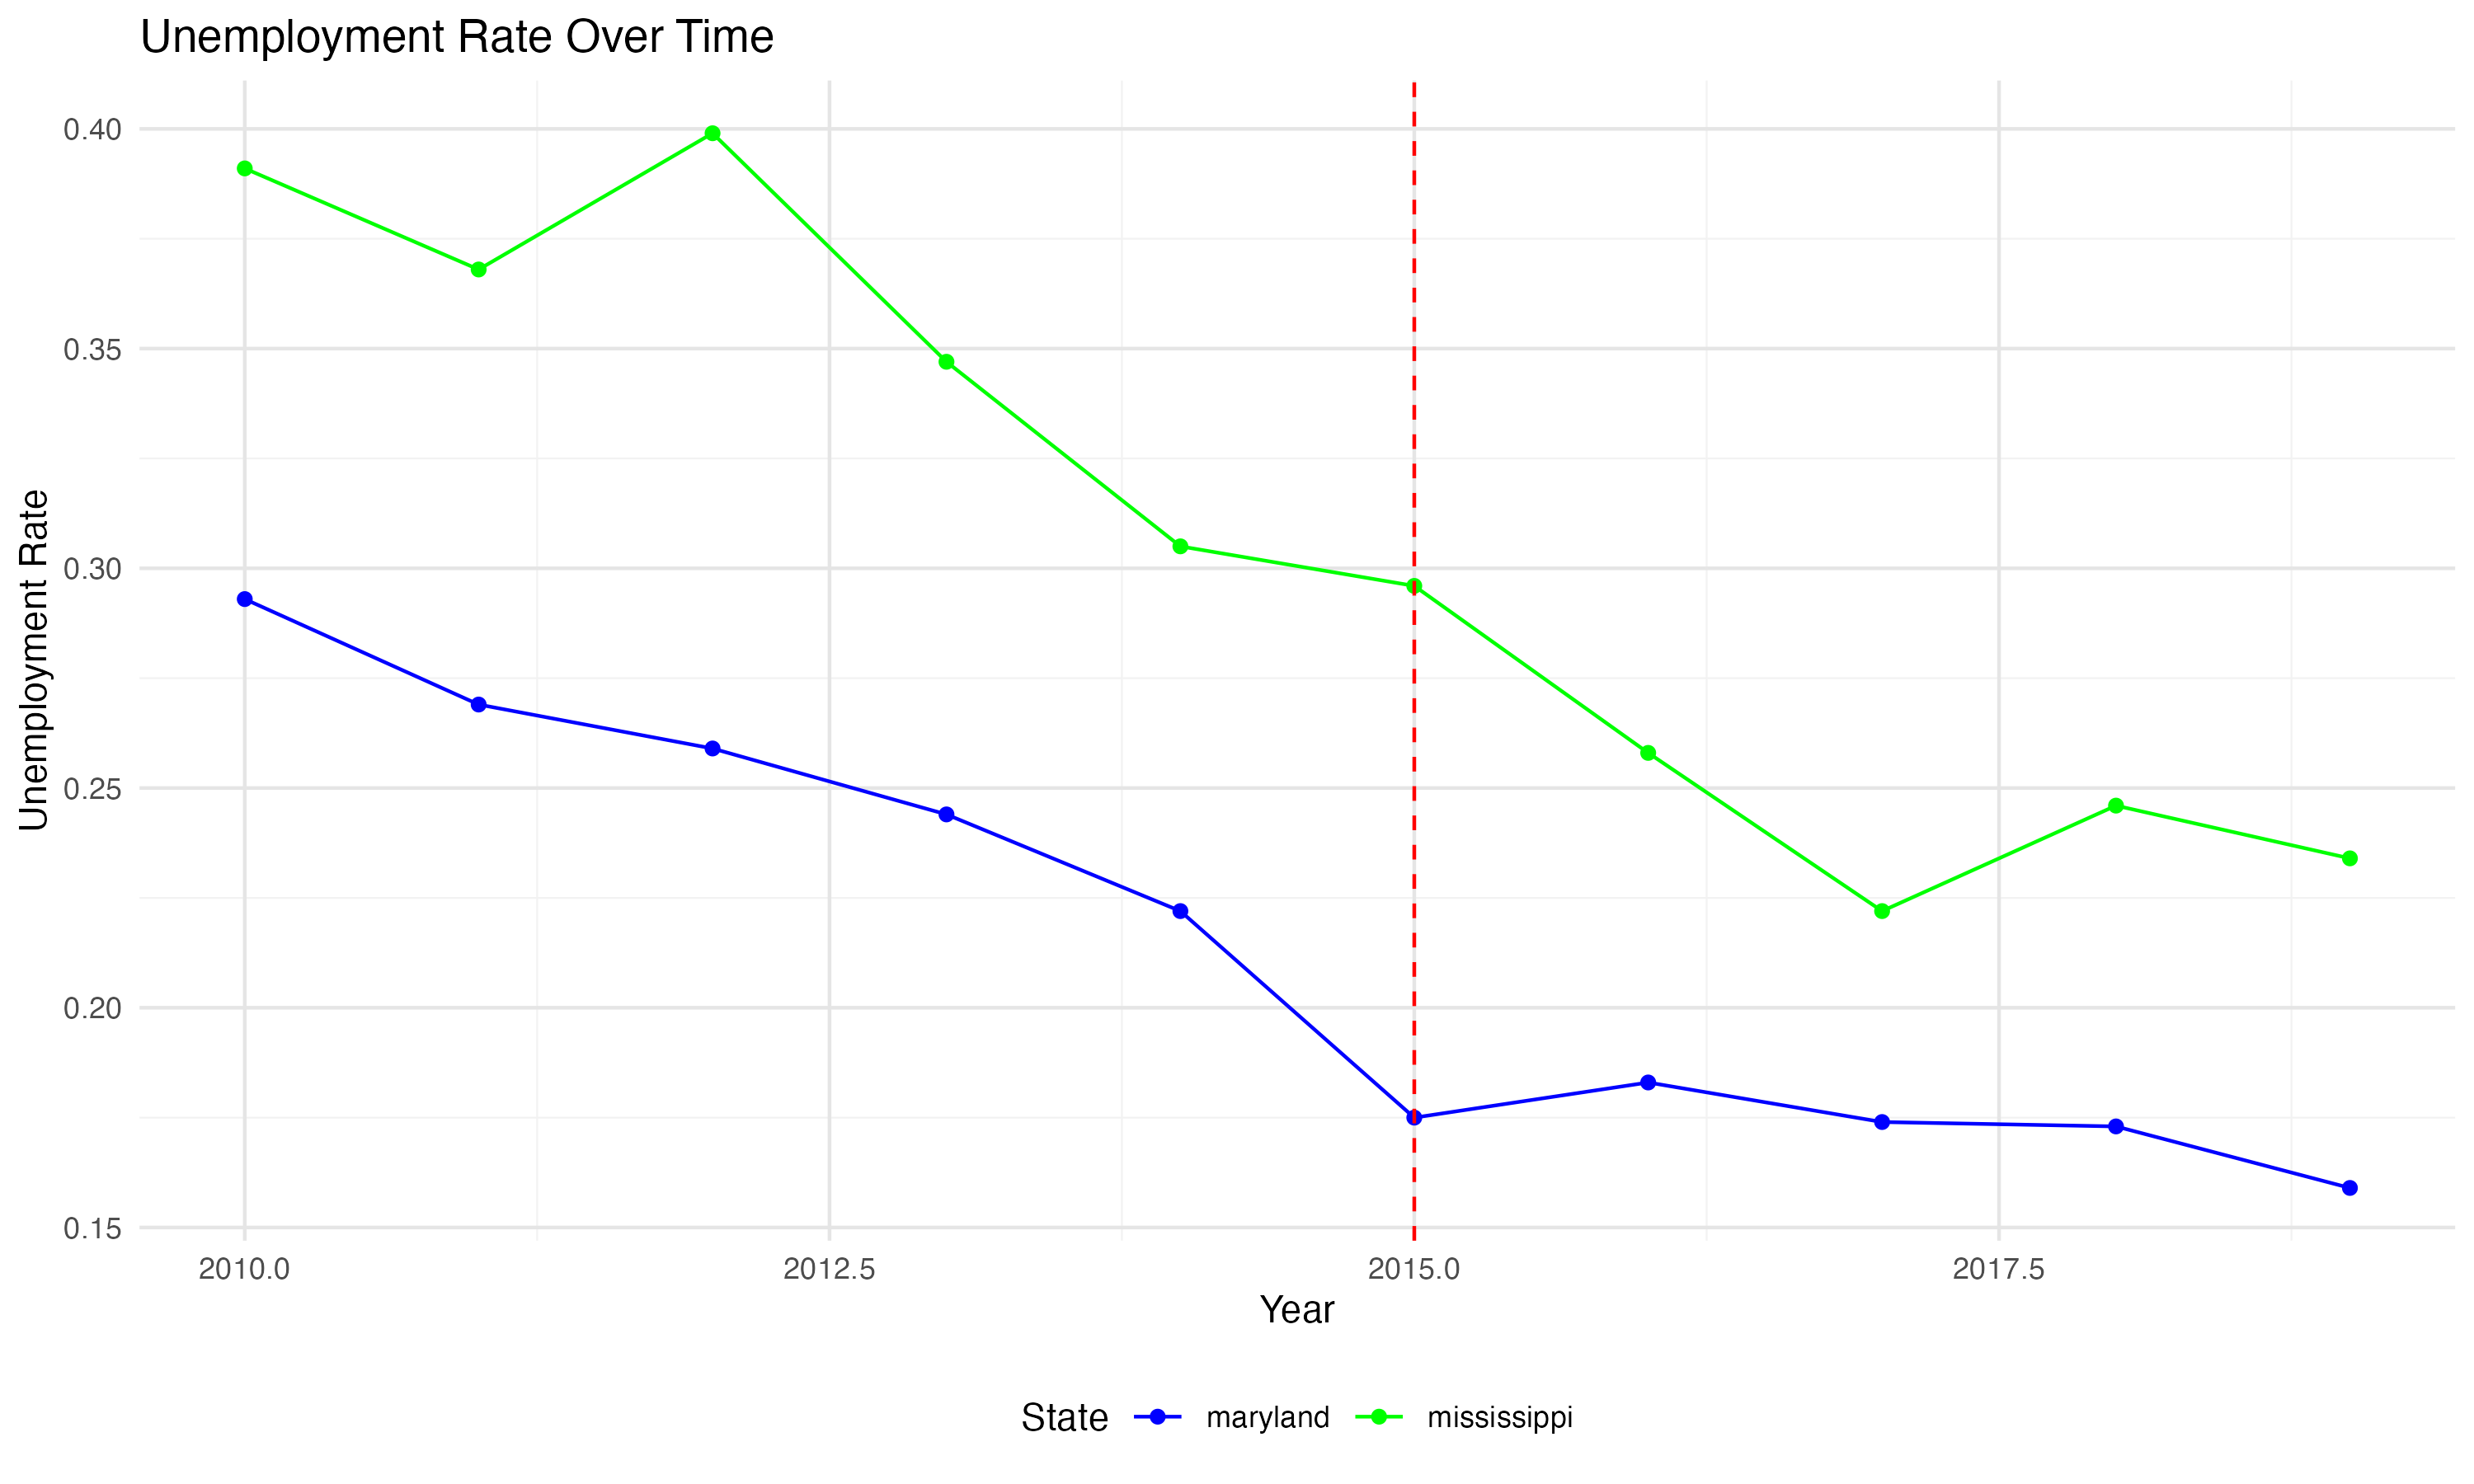 Unemployment Rate Over Time
Unemployment Rate
0.40
0.35
0.30
0.25
0.20
0.15
2010.0 2012.5 2015.0 2017.5
Year
State maryland mississippi